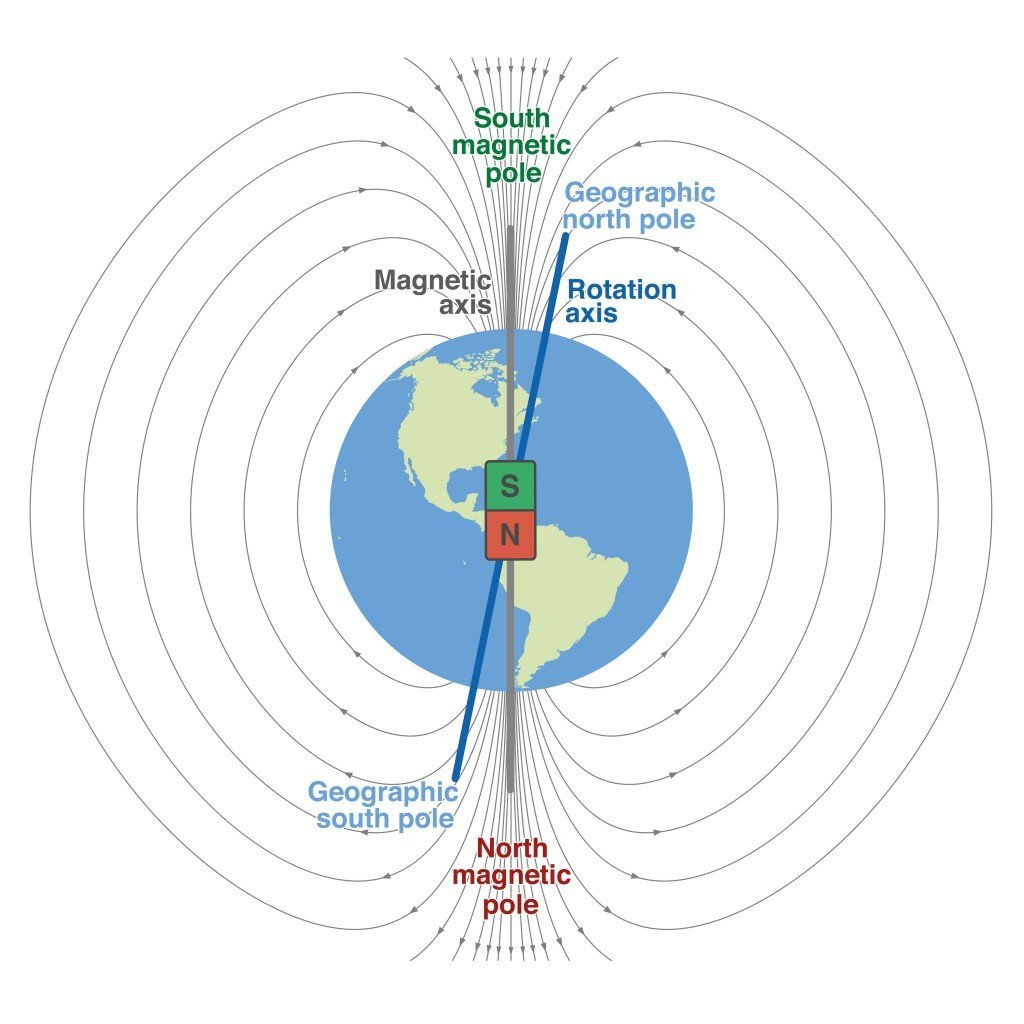 South
magnetic
pole
Geographic
north pole
Magnetic
axis
Rotation
axis
S
N
Geographic
south pole
North
magnetic
pole